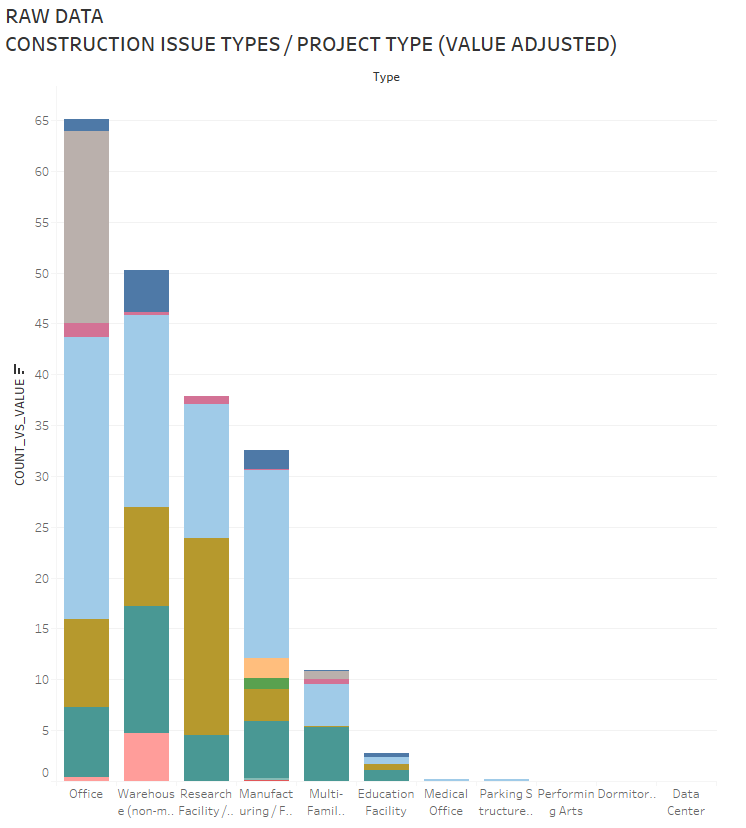 RAW DATA
CONSTRUCTION ISSUE TYPES / PROJECT TYPE (VALUE ADJUSTED)
Type
65
60
55
50
45
40
35
30
25
20
15
10
5
0
COUNT_VS_VALUE
Office
Warehous
e (non-m..
Research
Facility /..
Manufact
uring / F..
Multi-
Famil..
Education
Facility
Medical
Office
Parking S
tructure..
Performin
g Arts
Dormitor..
Data
Center